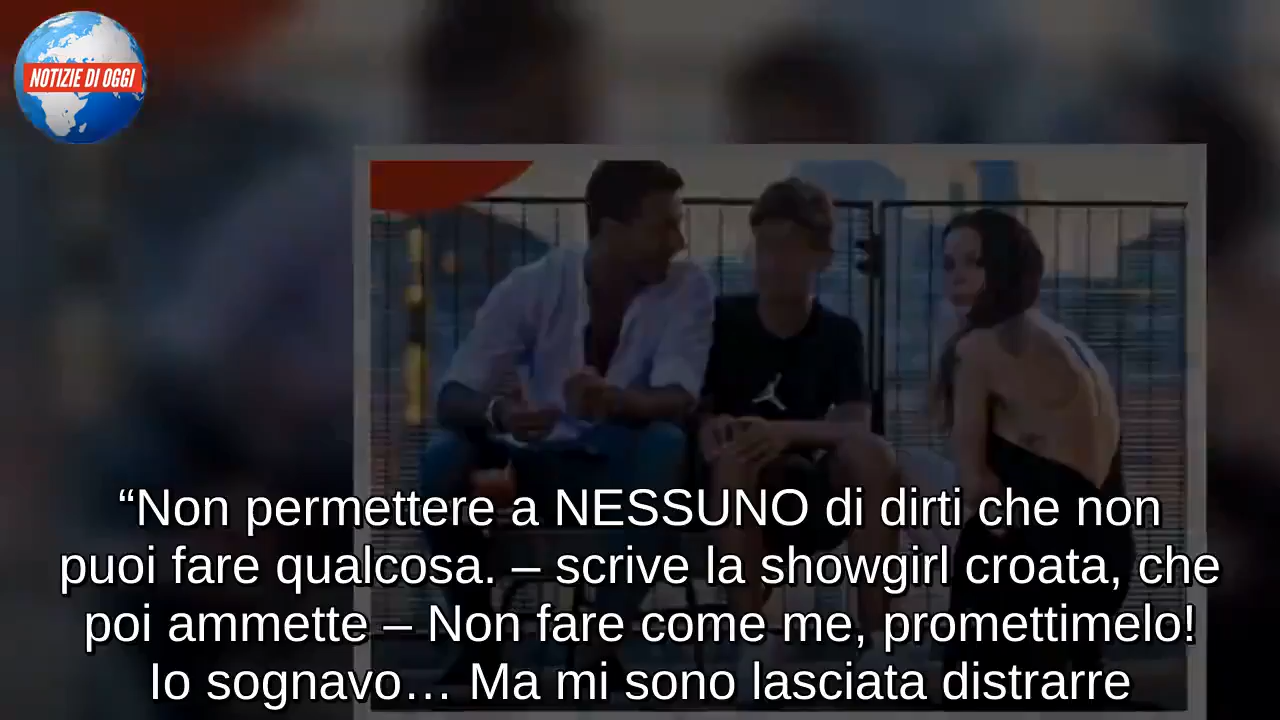 NOTIZIE DI OGGI
“Non permettere a NESSUNO di dirti che non
puoi fare qualcosa. – scrive la showgirl croata, che
poi ammette – Non fare come me, promettimelo!
Io sognavo… Ma mi sono lasciata distrarre